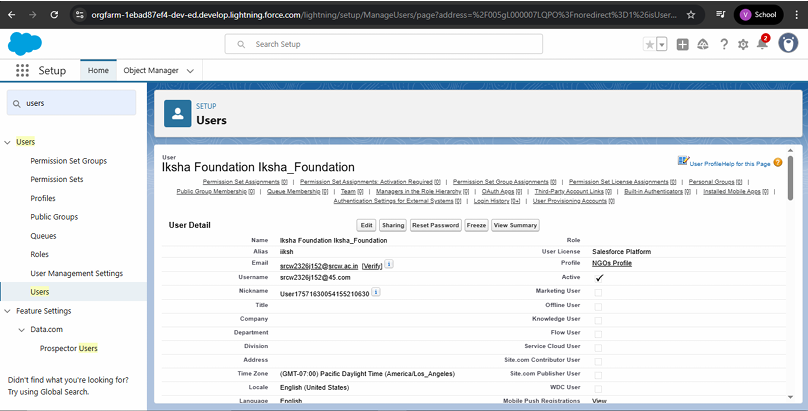 orgfarm-1ebad87ef4-dev-ed.develop.lightning.force.com/lightning/setup/ManageUsers/page?address=%2F005gL000007LQPO%3Fnoredirect%3D1%26isUser...
V School
Search Setup
2
Setup Home Object Manager
users
Users
Permission Set Groups
Permission Sets
Profiles
Public Groups
Queues
Roles
User Management Settings
Users
Feature Settings
Data.com
Prospector Users
Didn't find what you're looking for?
Try using Global Search.
SETUP
Users
User
Iksha Foundation Iksha_Foundation
User Profile Help for this Page
Permission Set Assignments [0] | Permission Set Assignments: Activation Required [0] | Permission Set Group Assignments [0] | Permission Set License Assignments [0] | Personal Groups [0] |
Public Group Membership [0] | Queue Membership [0] | Team [0] | Managers in the Role Hierarchy [0] | OAuth Apps [0] | Third-Party Account Links [0] | Built-in Authenticators [0] | Installed Mobile Apps [0] |
Authentication Settings for External Systems [0] | Login History [0+] | User Provisioning Accounts [0]
User Detail Edit Sharing Reset Password Freeze View Summary
Name Iksha Foundation Iksha_Foundation Role
Alias iiksh User License Salesforce Platform
Email srcw2326j152@srcw.ac.in [Verify] i Profile NGOs Profile
Username srcw2326j152@45.com Active
Nickname User17571630054155210630 i Marketing User
Title Offline User
Company Knowledge User
Department Flow User
Division Service Cloud User
Address Site.com Contributor User
Time Zone (GMT-07:00) Pacific Daylight Time (America/Los_Angeles) Site.com Publisher User
Locale English (United States) WDC User
Language English Mobile Push Registrations View